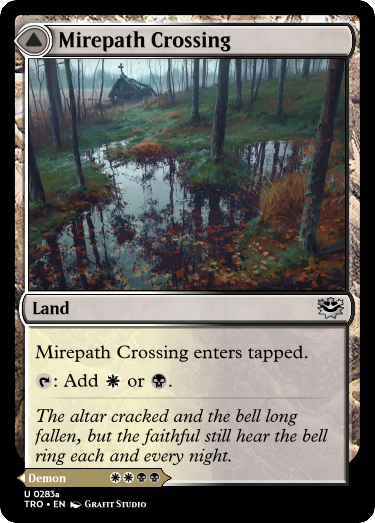 Mirepath Crossing
Land
Mirepath Crossing enters tapped.
: Add or .
The altar cracked and the bell long
fallen, but the faithful still hear the bell
ring each and every night.
Demon
U 0283a
TRO • EN Grafit Studio